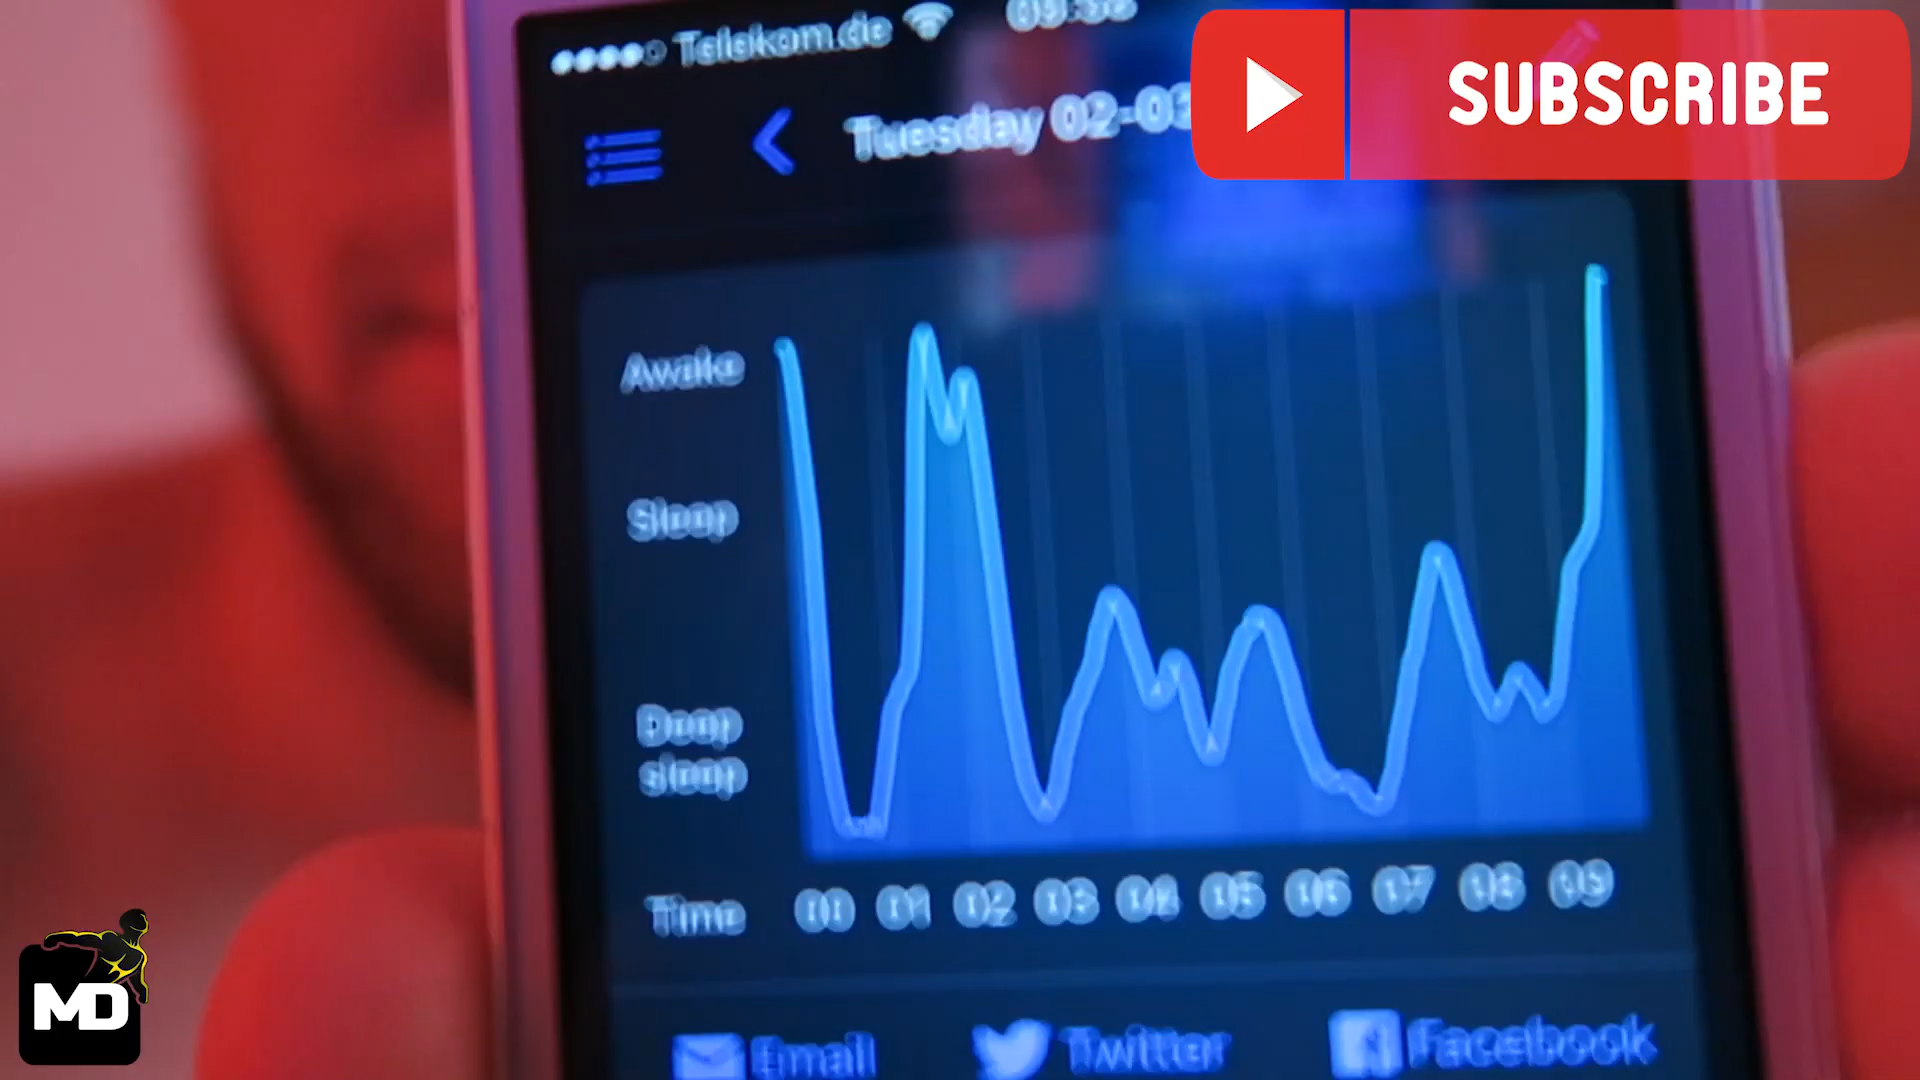 Telekom.de
SUBSCRIBE
Tuesday 02-03
Awake
Sleep
Deep
sleep
Time 00 01 02 03 04 05 06 07 08 09
Email Twitter Facebook
MD